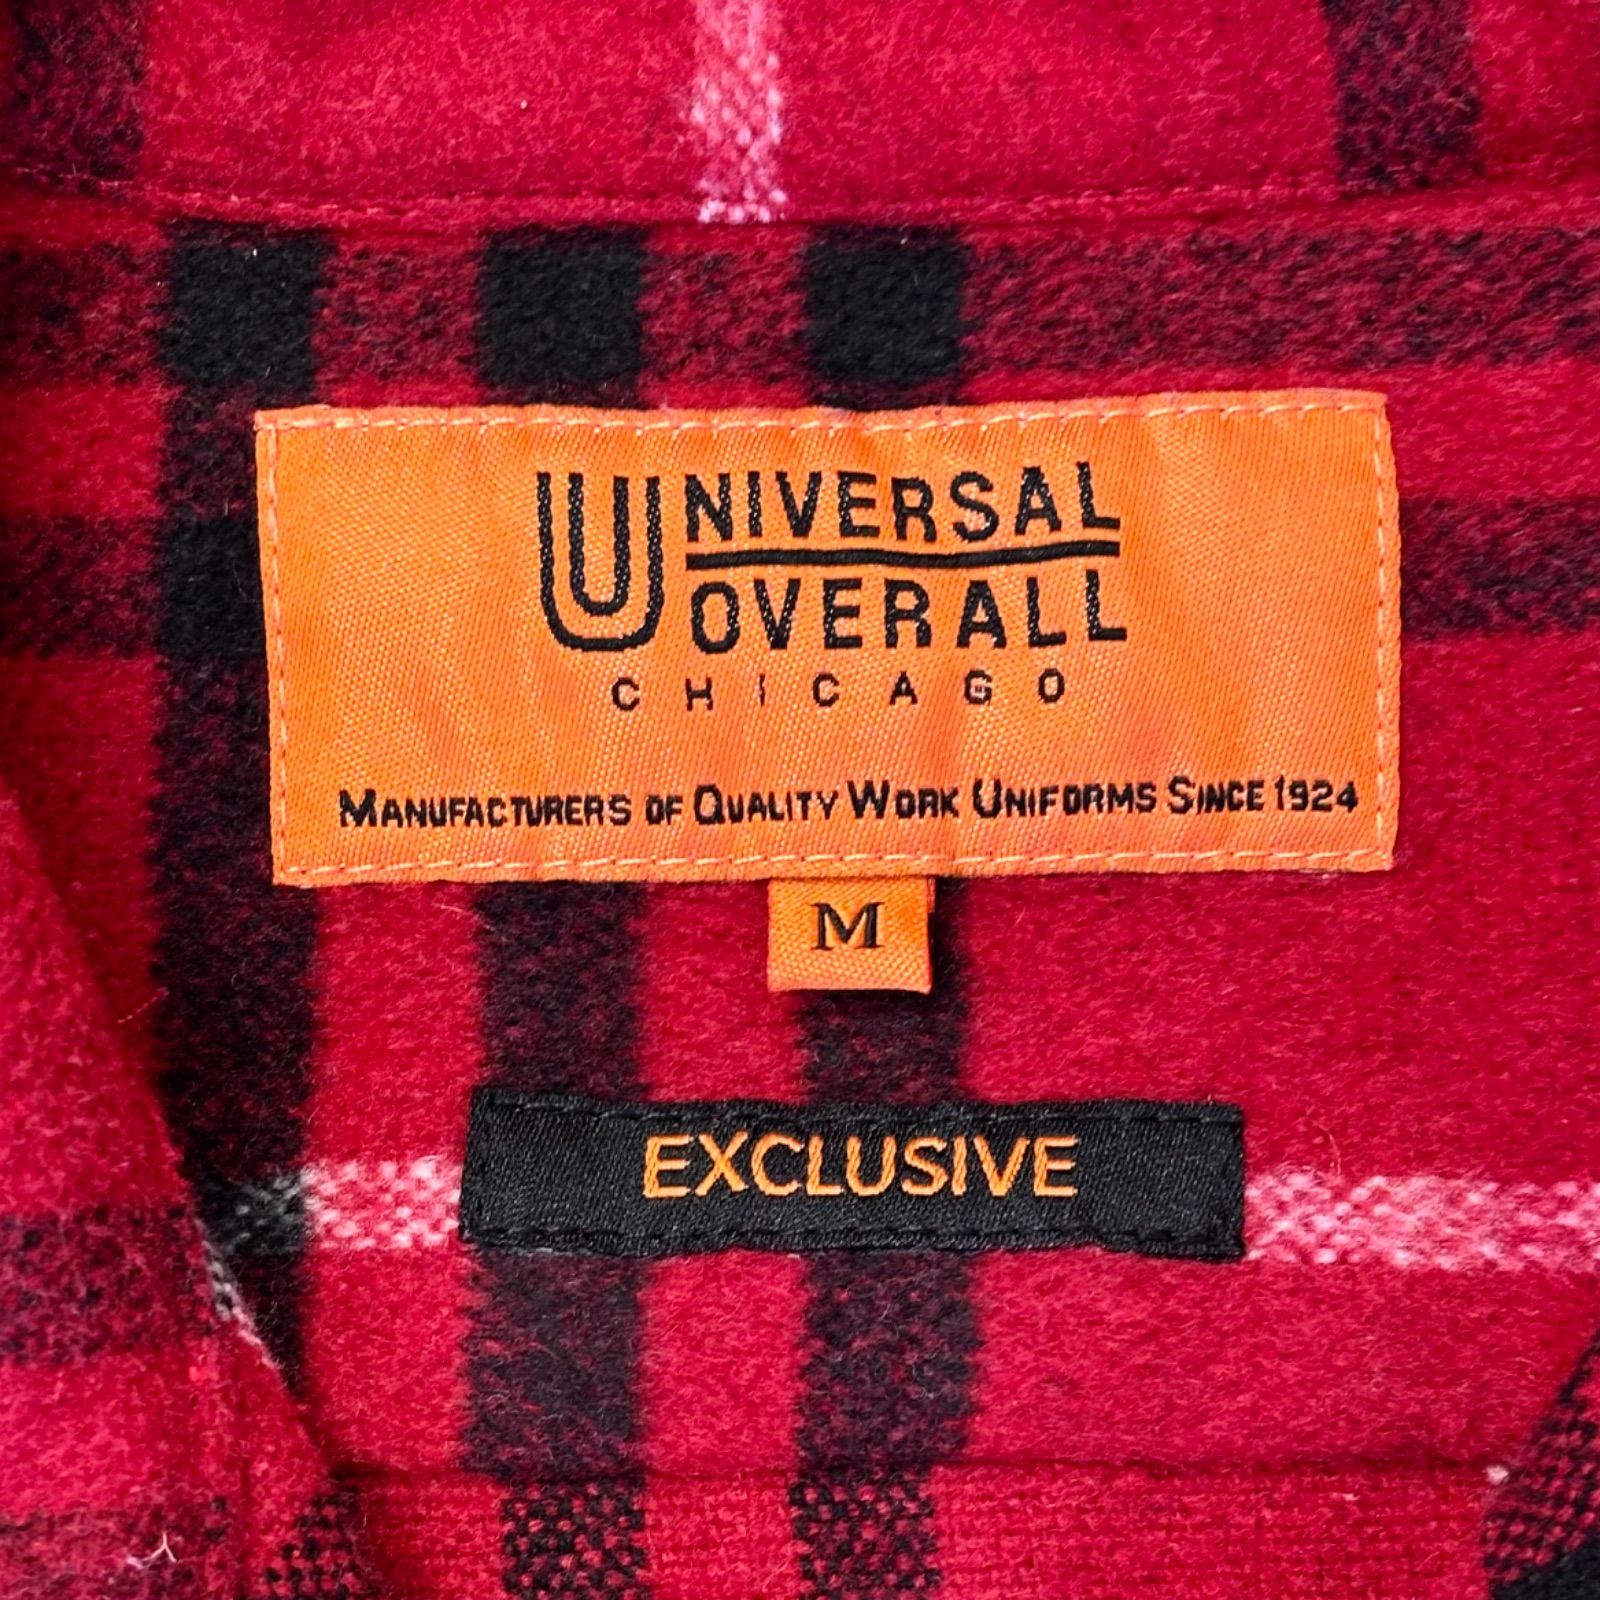 UNIVERSAL
OVERALL
CHICAGO
MANUFACTURERS OF QUALITY WORK UNIFORMS SINCE 1924
M
EXCLUSIVE